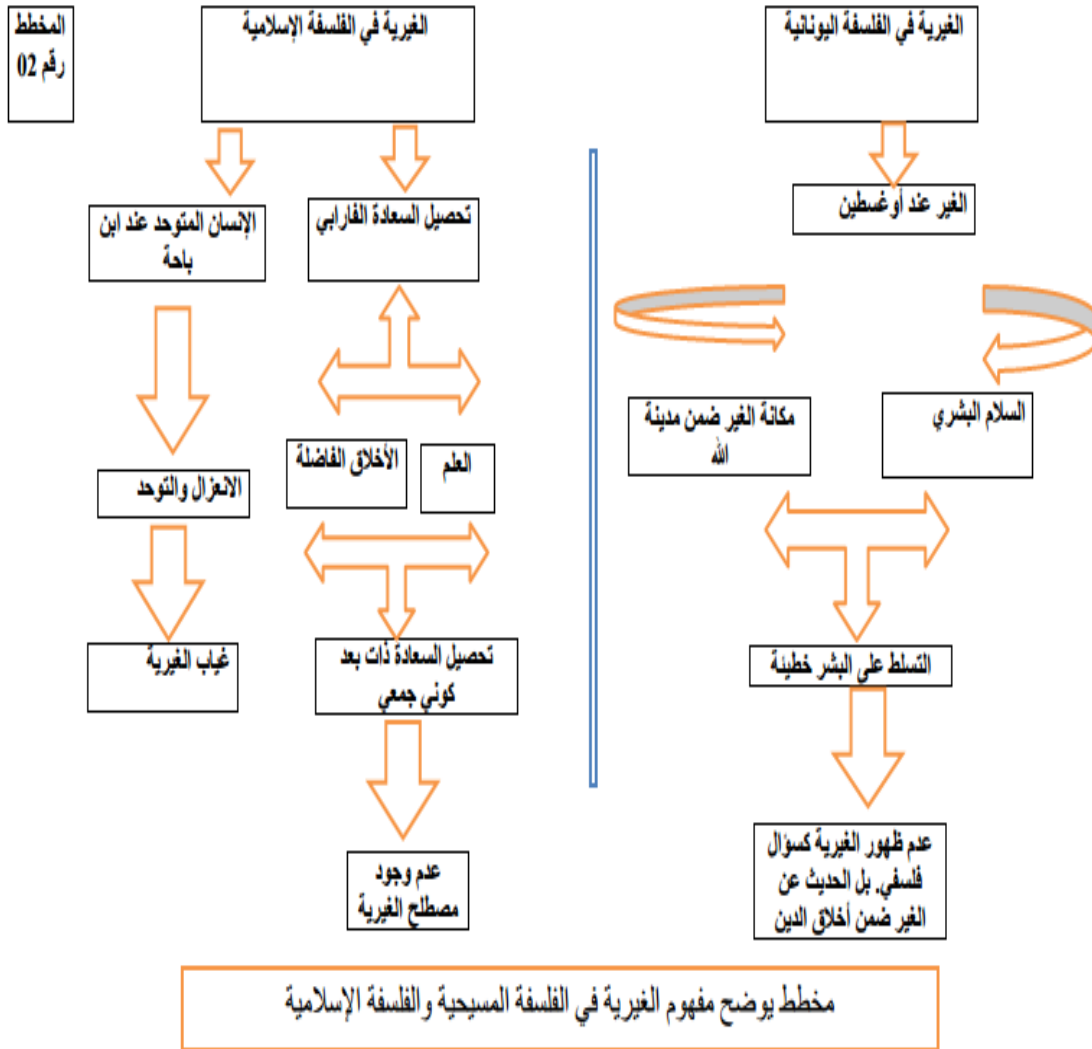 الغيرية في الفلسفة اليونانية
الغيرية في الفلسفة الإسلامية
المخطط
رقم 02
الغير عند أوغسطين
تحصيل السعادة الفارابي
الإنسان المتوحد عند ابن
باحة
السلام البشري
مكانة الغير ضمن مدينة
الله
العلم
الأخلاق الفاضلة
الانعزال والتوحد
التسلط علي البشر خطيئة
تحصيل السعادة ذات بعد
كوني جمعي
غياب الغيرية
عدم ظهور الغيرية كسؤال
فلسفي. بل الحديث عن
الغير ضمن أخلاق الدين
عدم وجود
مصطلح الغيرية
مخطط يوضح مفهوم الغيرية في الفلسفة المسيحية والفلسفة الإسلامية